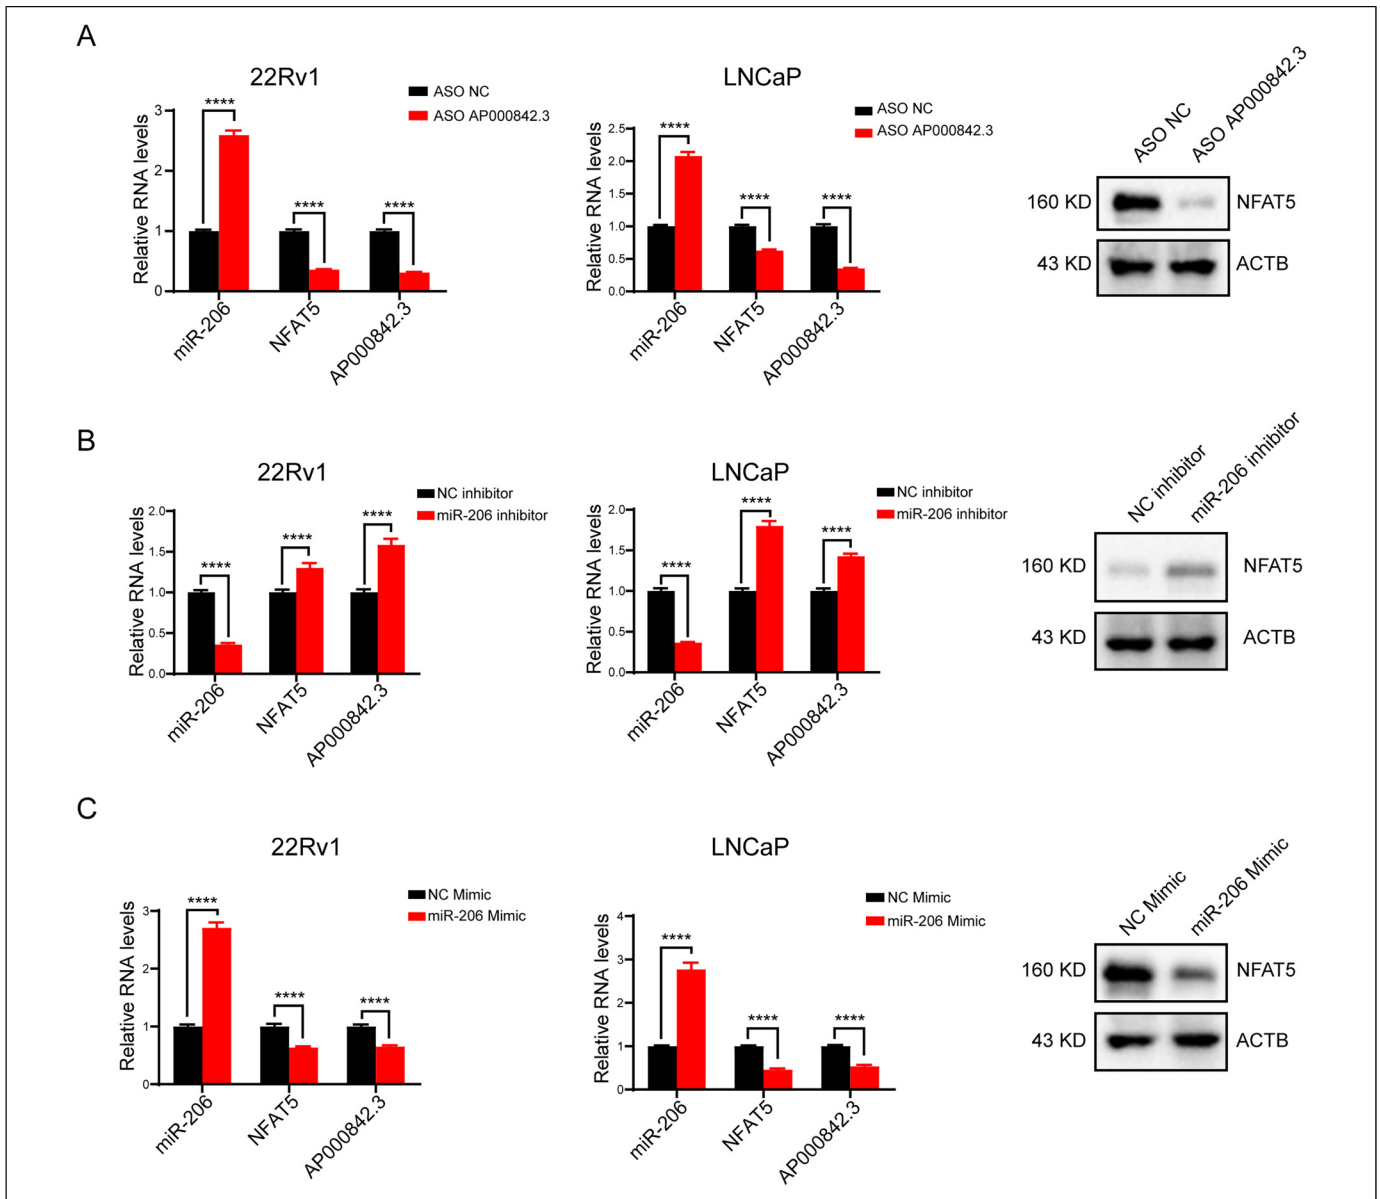 A
22Rv1
ASO NC
ASO AP000842.3
Relative RNA levels
3
2
1
0
****
****
****
miR-206
NFAT5
AP000842.3
LNCaP
ASO NC
ASO AP000842.3
Relative RNA levels
2.5
2.0
1.5
1.0
0.5
0.0
****
****
****
miR-206
NFAT5
AP000842.3
ASO NC
ASO AP000842.3
160 KD
NFAT5
43 KD
ACTB
B
22Rv1
NC inhibitor
miR-206 inhibitor
Relative RNA levels
2.0
1.5
1.0
0.5
0.0
****
****
****
miR-206
NFAT5
AP000842.3
LNCaP
NC inhibitor
miR-206 inhibitor
Relative RNA levels
2.0
1.5
1.0
0.5
0.0
****
****
****
miR-206
NFAT5
AP000842.3
NC inhibitor
miR-206 inhibitor
160 KD
NFAT5
43 KD
ACTB
C
22Rv1
NC Mimic
miR-206 Mimic
Relative RNA levels
3
2
1
0
****
****
****
miR-206
NFAT5
AP000842.3
LNCaP
NC Mimic
miR-206 Mimic
Relative RNA levels
4
3
2
1
0
****
****
****
miR-206
NFAT5
AP000842.3
NC Mimic
miR-206 Mimic
160 KD
NFAT5
43 KD
ACTB